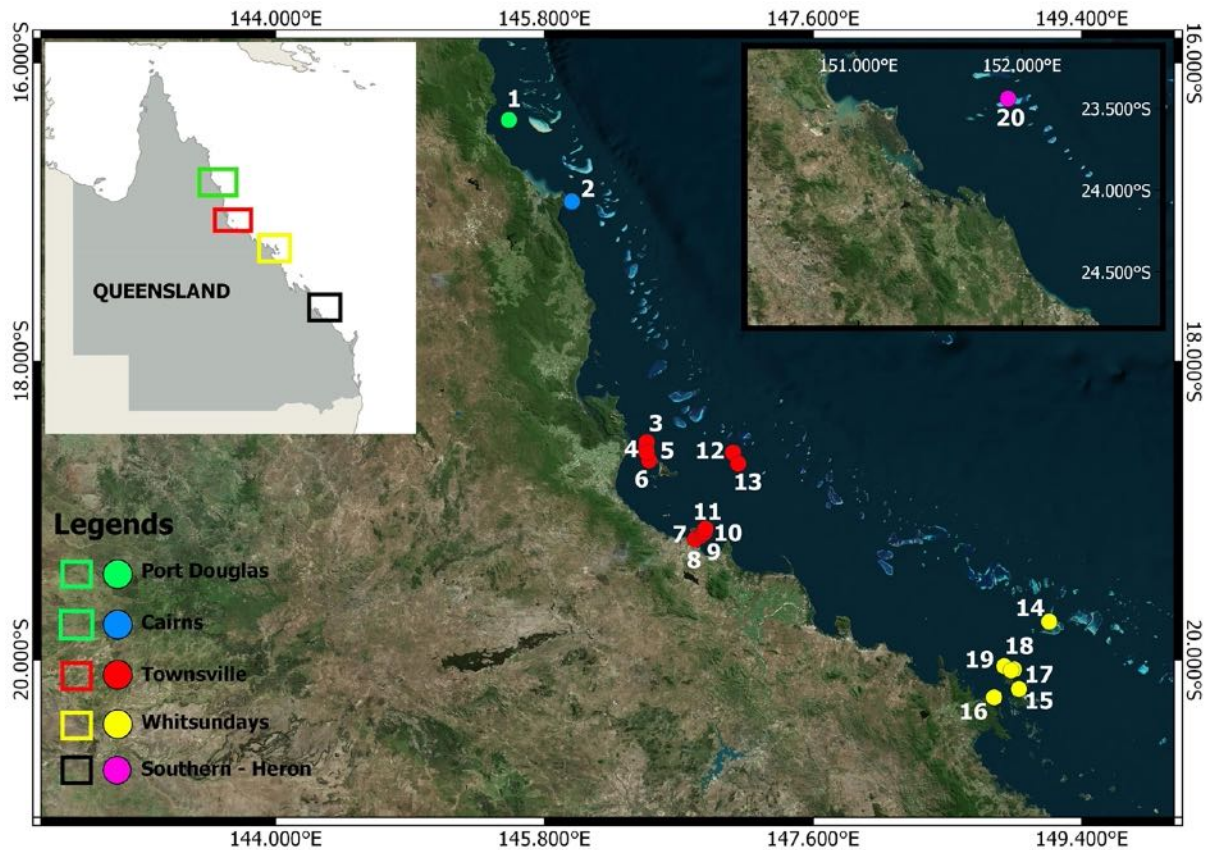 144.000°E 145.800°E 147.600°E 149.400°E
16.000°S
18.000°S
20.000°S
16.000°S
18.000°S
20.000°S
QUEENSLAND
151.000°E 152.000°E
20
23.500°S
24.000°S
24.500°S
1
2
3
4 5
6
12
13
11
7 10
8 9
14
18
19 17
16 15
Legends
Port Douglas
Cairns
Townsville
Whitsundays
Southern - Heron
144.000°E 145.800°E 147.600°E 149.400°E